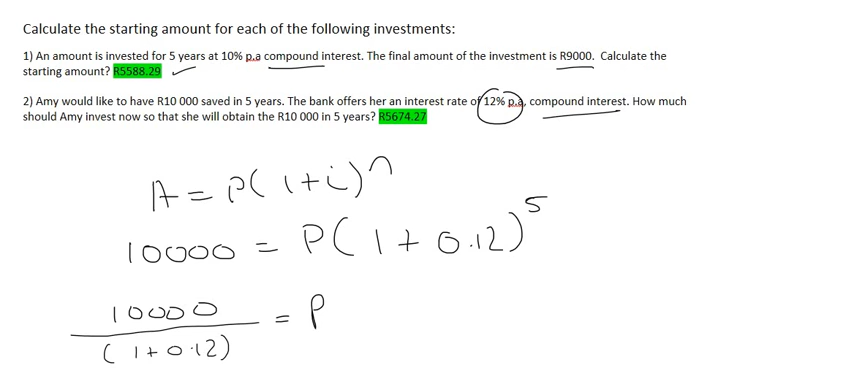 Calculate the starting amount for each of the following investments:
1) An amount is invested for 5 years at 10% p.a compound interest. The final amount of the investment is R9000. Calculate the
starting amount? R5588.29
2) Amy would like to have R10 000 saved in 5 years. The bank offers her an interest rate of 12% p.a, compound interest. How much
should Amy invest now so that she will obtain the R10 000 in 5 years? R5674.27
A = P(1+i)^n
10000 = P(1+0.12)^5
10000
= P
(1+0.12)